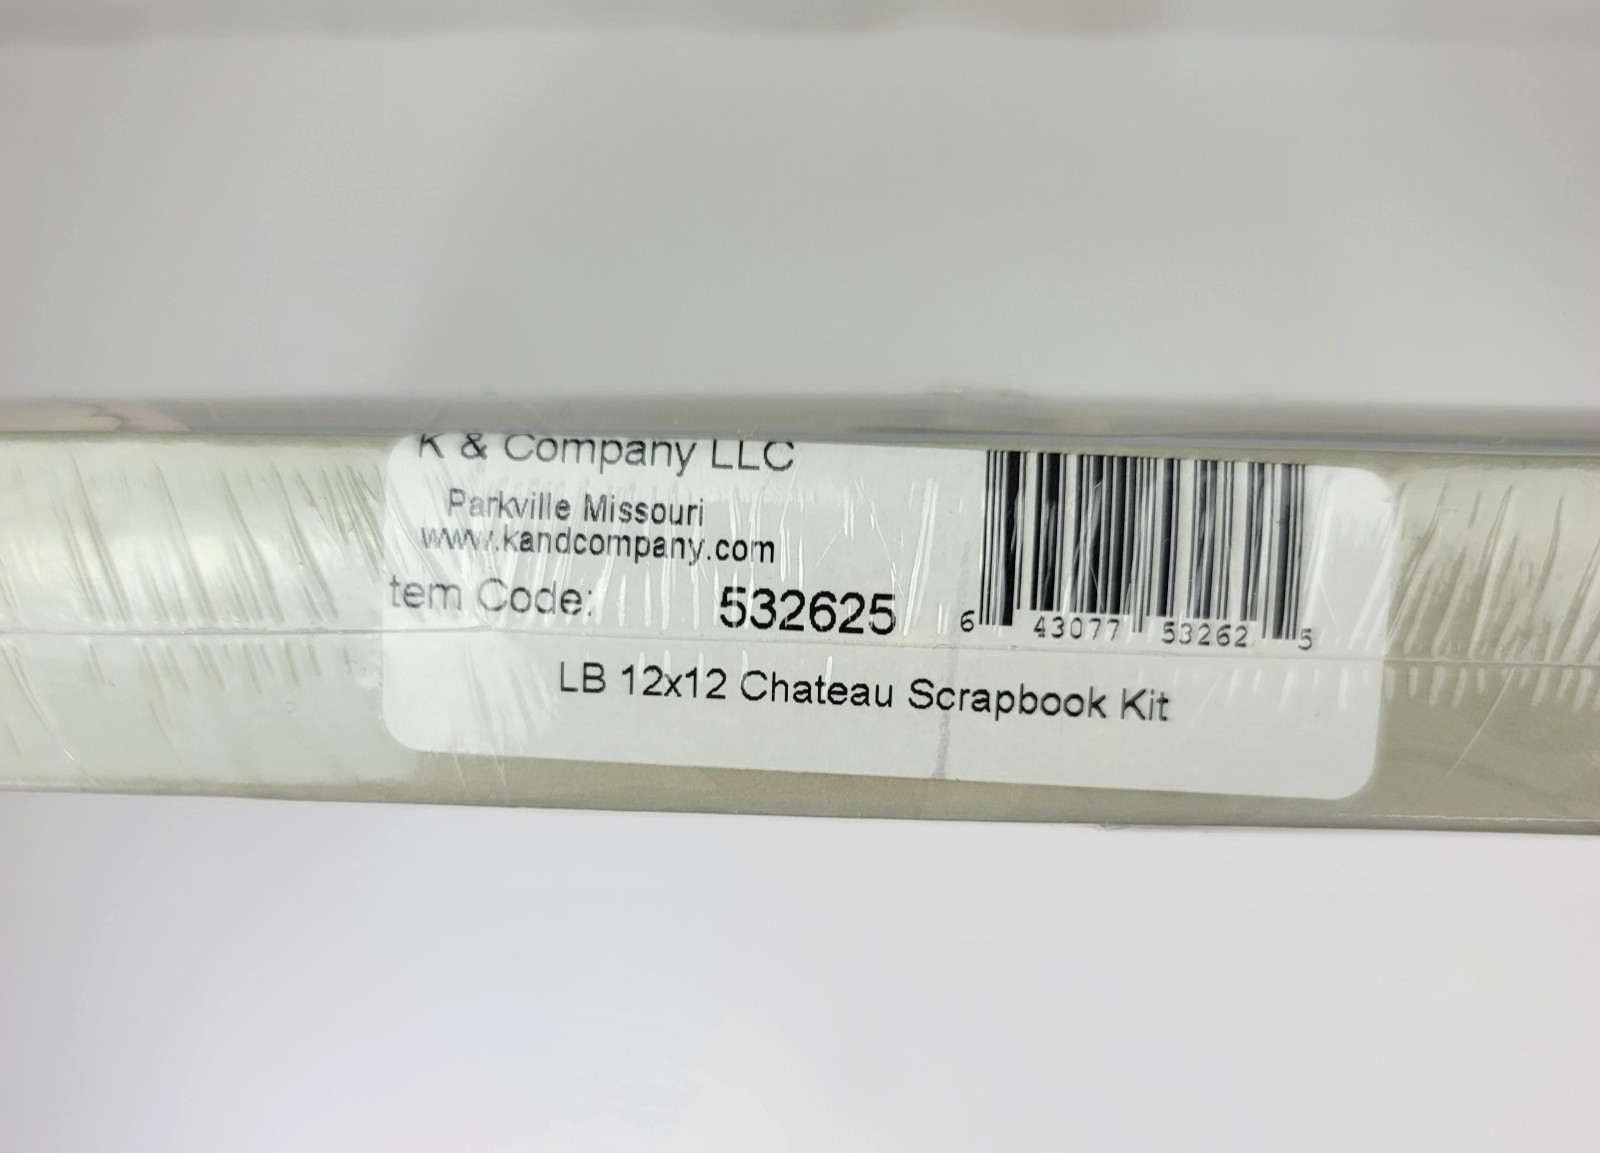 K & Company LLC
Parkville Missouri
www.kandcompany.com
tem Code: 532625
6 43077 53262 5
LB 12x12 Chateau Scrapbook Kit